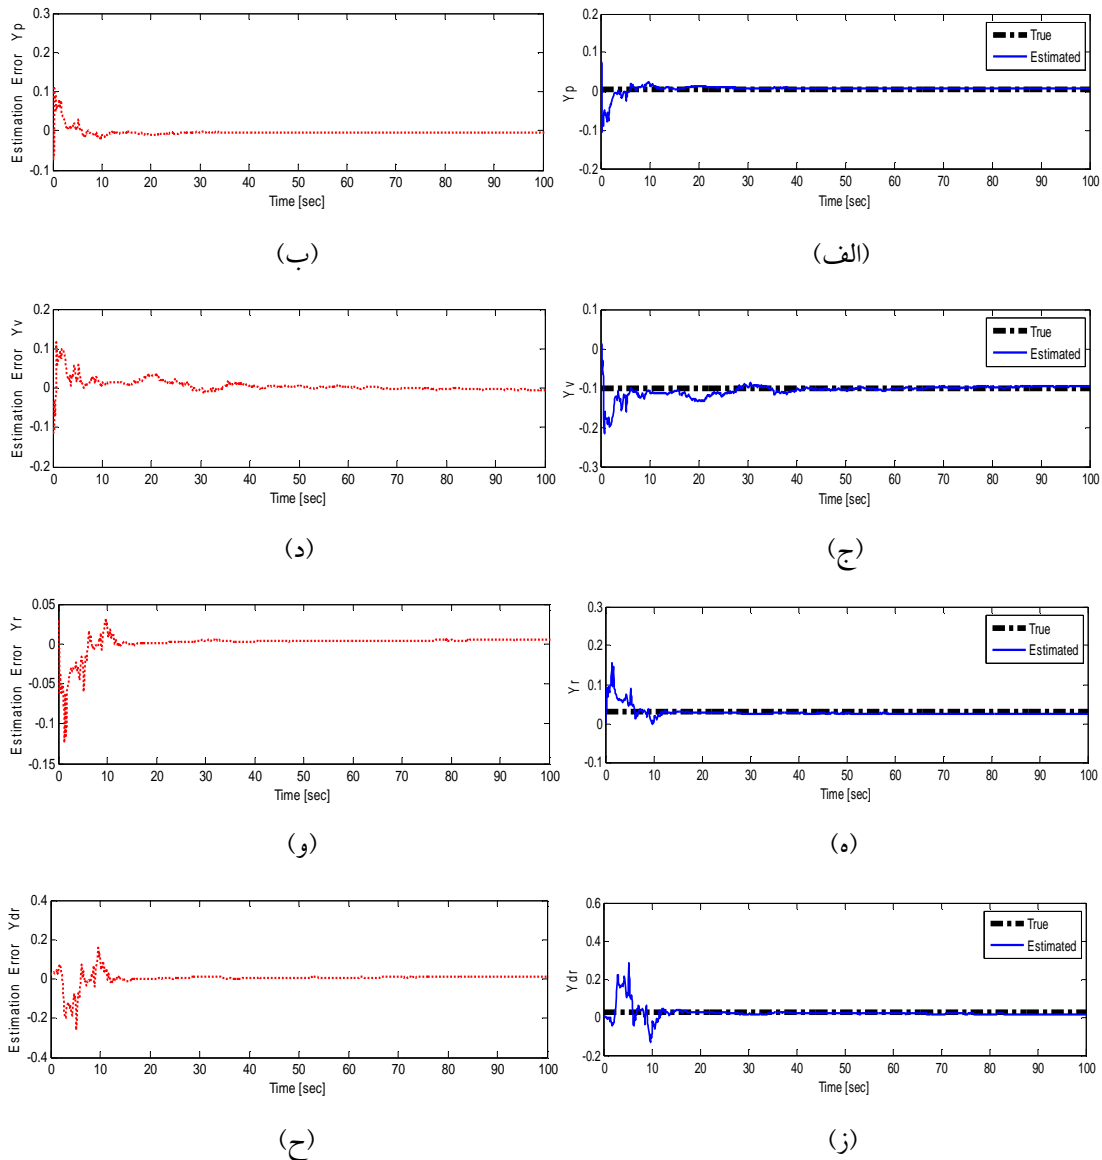 0.3
0.2
0.1
0
-0.1
Estimation Error Yp
0 10 20 30 40 50 60 70 80 90 100
Time [sec]
(ب)
0.2
0.1
0
-0.1
-0.2
Yp
True
Estimated
0 10 20 30 40 50 60 70 80 90 100
Time [sec]
(الف)
0.2
0.1
0
-0.1
-0.2
Estimation Error Yv
0 10 20 30 40 50 60 70 80 90 100
Time [sec]
(د)
0.1
0
-0.1
-0.2
-0.3
Yv
True
Estimated
0 10 20 30 40 50 60 70 80 90 100
Time [sec]
(ج)
0.05
0
-0.05
-0.1
-0.15
Estimation Error Yr
0 10 20 30 40 50 60 70 80 90 100
Time [sec]
(و)
0.3
0.2
0.1
0
-0.1
Yr
True
Estimated
0 10 20 30 40 50 60 70 80 90 100
Time [sec]
(ه)
0.4
0.2
0
-0.2
-0.4
Estimation Error Ydr
0 10 20 30 40 50 60 70 80 90 100
Time [sec]
(ح)
0.6
0.4
0.2
0
-0.2
Ydr
True
Estimated
0 10 20 30 40 50 60 70 80 90 100
Time [sec]
(ز)